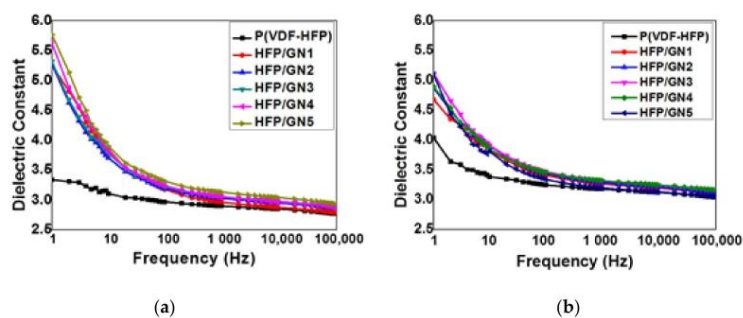 6.0
5.5
5.0
4.5
4.0
3.5
3.0
2.5
Dielectric Constant
P(VDF-HFP)
HFP/GN1
HFP/GN2
HFP/GN3
HFP/GN4
HFP/GN5
1 10 100 1 000 10,000 100,000
Frequency (Hz)
(a)
6.0
5.5
5.0
4.5
4.0
3.5
3.0
2.5
Dielectric Constant
P(VDF-HFP)
HFP/GN1
HFP/GN2
HFP/GN3
HFP/GN4
HFP/GN5
1 10 100 1 000 10,000 100,000
Frequency (Hz)
(b)